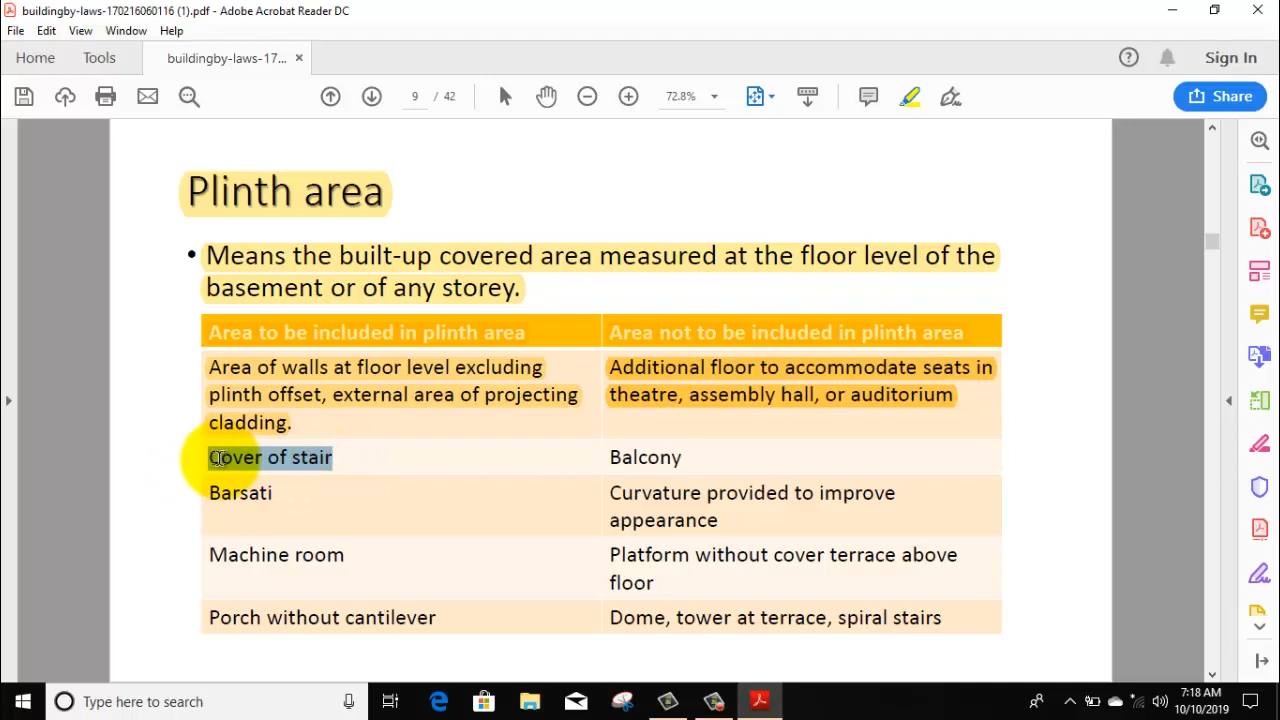 buildingby-laws-170216060116 (1).pdf - Adobe Acrobat Reader DC
File Edit View Window Help
Home Tools buildingby-laws-17... × Sign In
9 / 42 72.8% Share
Plinth area
• Means the built-up covered area measured at the floor level of the
basement or of any storey.
Area to be included in plinth area
Area not to be included in plinth area
Area of walls at floor level excluding
plinth offset, external area of projecting
cladding.
Additional floor to accommodate seats in
theatre, assembly hall, or auditorium
Cover of stair
Balcony
Barsati
Curvature provided to improve
appearance
Machine room
Platform without cover terrace above
floor
Porch without cantilever
Dome, tower at terrace, spiral stairs
Type here to search
7:18 AM
10/10/2019